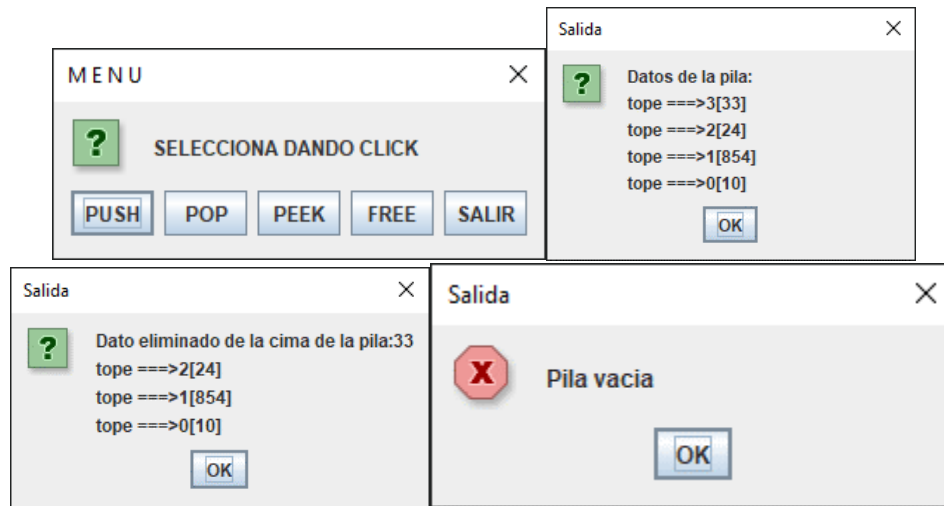 M E N U
SELECCIONA DANDO CLICK
PUSH POP PEEK FREE SALIR
Salida
Datos de la pila:
tope ===>3[33]
tope ===>2[24]
tope ===>1[854]
tope ===>0[10]
OK
Salida
Dato eliminado de la cima de la pila:33
tope ===>2[24]
tope ===>1[854]
tope ===>0[10]
OK
Salida
Pila vacia
OK